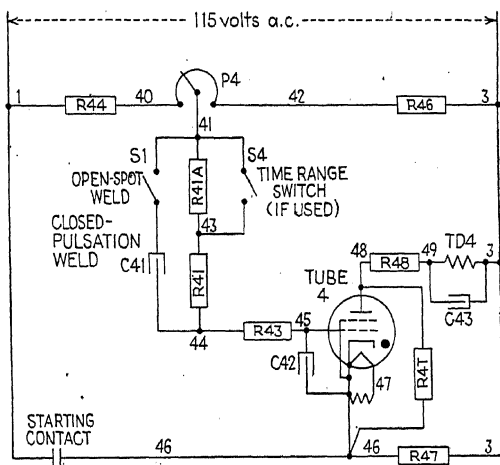 115 volts a.c.
P4
1 R44 40 42 R46 3
41
S1 S4
OPEN-SPOT WELD
R41A
TIME RANGE SWITCH (IF USED)
CLOSED-PULSATION WELD
43
C41
R41
48 R48 49 TD4 3
TUBE 4
C43
44 R43 45
C42
47
R4T
STARTING CONTACT
46 46 R47 3